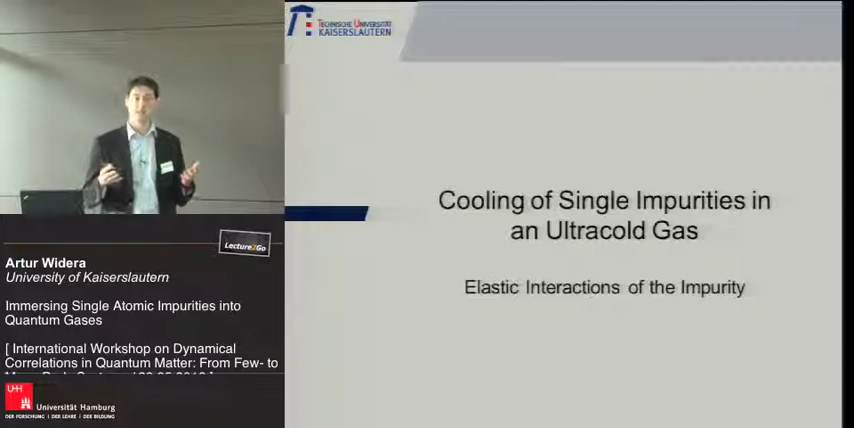 TECHNISCHE UNIVERSITÄT
KAISERSLAUTERN
Cooling of Single Impurities in
an Ultracold Gas
Elastic Interactions of the Impurity
Lecture2Go
Artur Widera
University of Kaiserslautern
Immersing Single Atomic Impurities into
Quantum Gases
[ International Workshop on Dynamical
Correlations in Quantum Matter: From Few- to
UH
Universität Hamburg
DER FORSCHUNG | DER LEHRE | DER BILDUNG